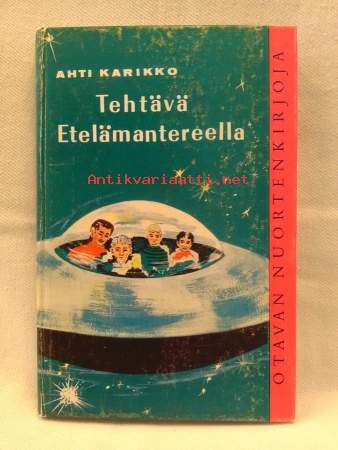 AHTI KARIKKO
Tehtävä
Etelämantereella
Antikvariaatti.net
OTAVAN NUORTENKIRJOJA